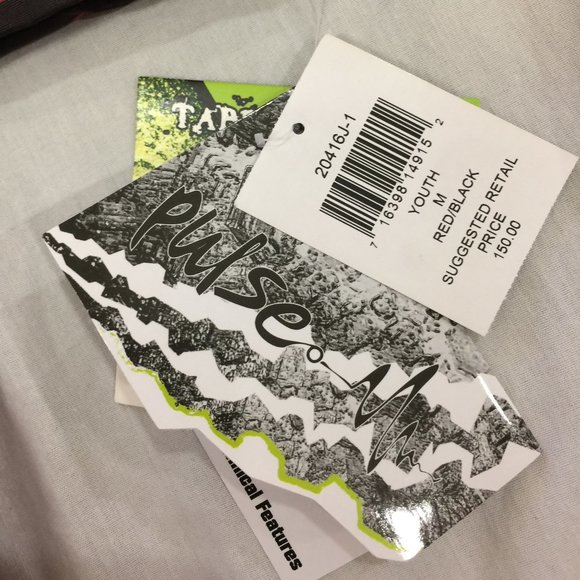 20416J-1
7 16398 14915 2
YOUTH
M
RED/BLACK
SUGGESTED RETAIL
PRICE
150.00
pulse
Features